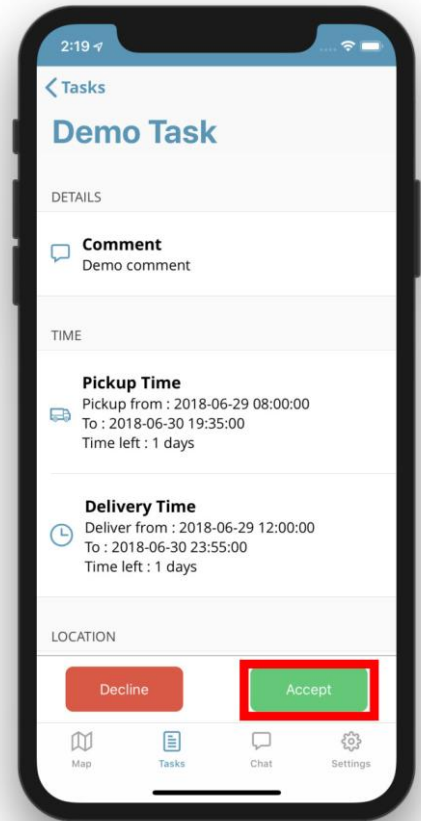 2:19
Tasks
Demo Task
DETAILS
Comment
Demo comment
TIME
Pickup Time
Pickup from : 2018-06-29 08:00:00
To : 2018-06-30 19:35:00
Time left : 1 days
Delivery Time
Deliver from : 2018-06-29 12:00:00
To : 2018-06-30 23:55:00
Time left : 1 days
LOCATION
Decline
Accept
Map
Tasks
Chat
Settings